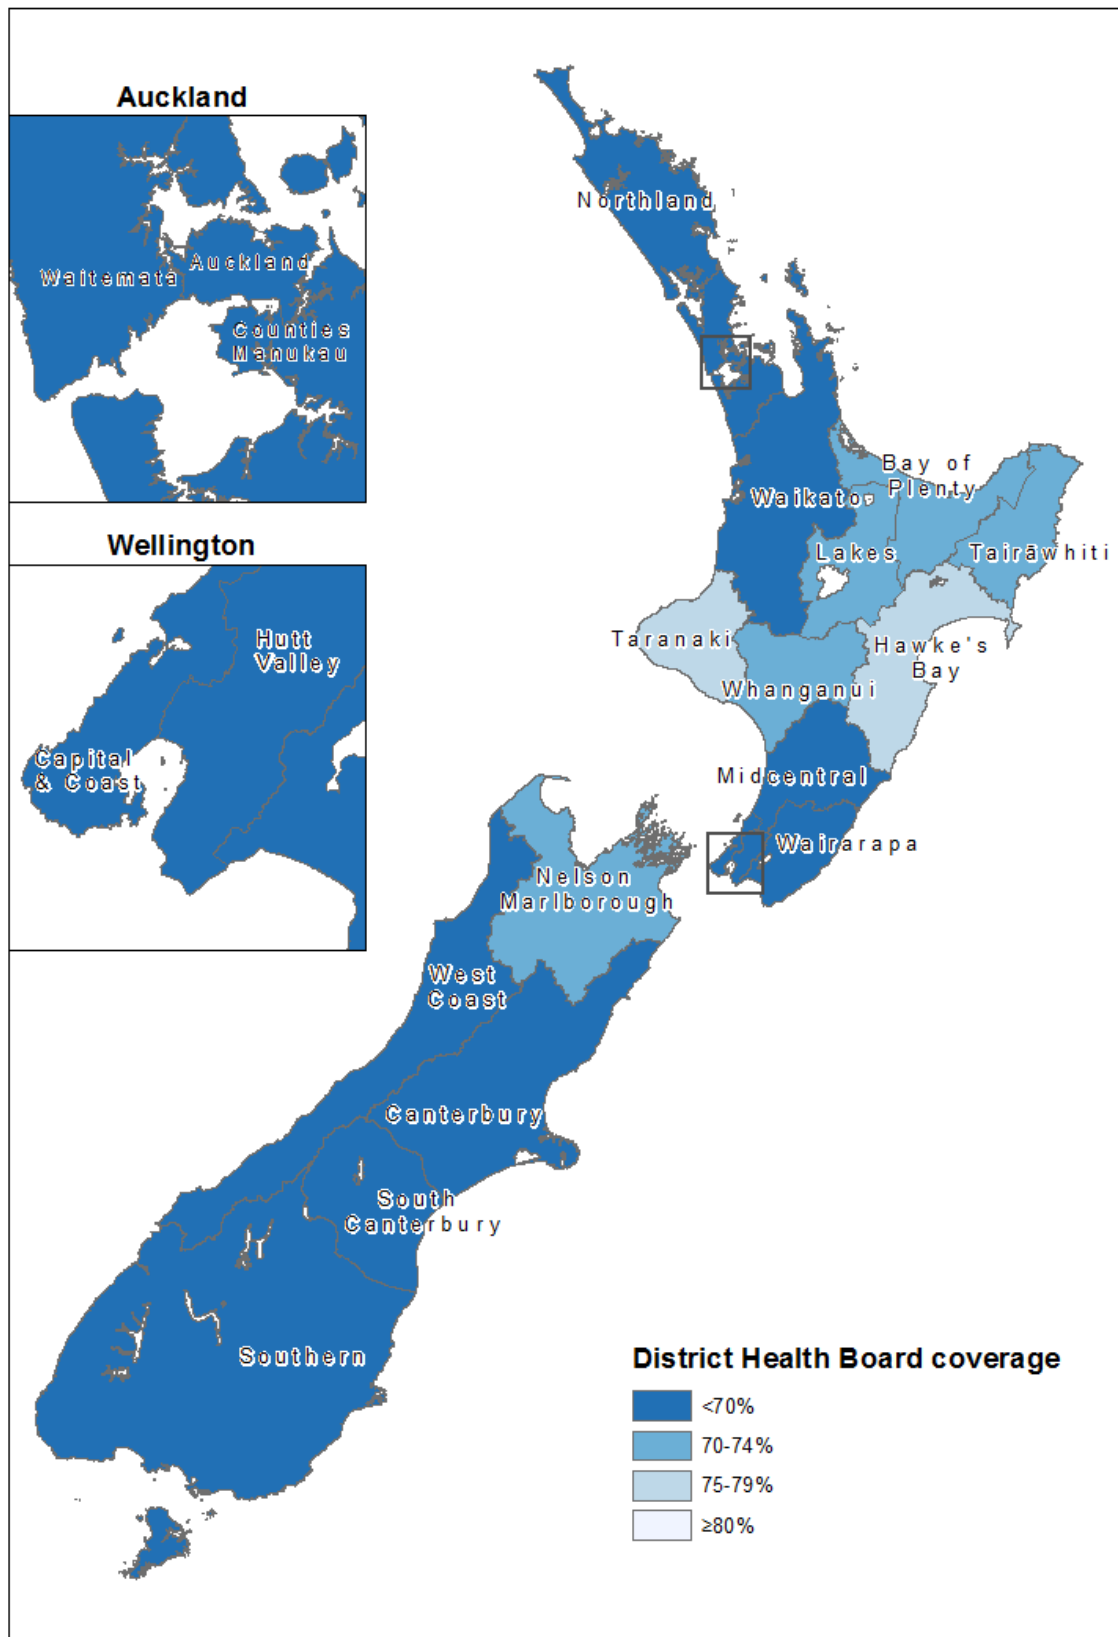 Auckland
Waitemata
Auckland
Counties
Manukau
Wellington
Hutt
Valley
Capital
& Coast
Northland
Bay of
Plenty
Waikato
Lakes
Tairāwhiti
Taranaki
Hawke's
Bay
Whanganui
Midcentral
Wairarapa
Nelson
Marlborough
West
Coast
Canterbury
South
Canterbury
Southern
District Health Board coverage
<70%
70-74%
75-79%
≥80%